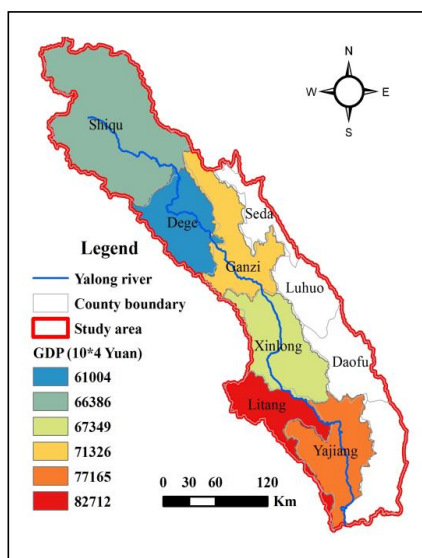 N
W E
S
Shiqu
Seda
Dege
Legend
Ganzi
Yalong river
Luhuo
County boundary
Study area
Xinlong
GDP (10*4 Yuan)
Daofu
61004
66386
Litang
67349
71326
Yajiang
77165
0 30 60 120
82712
Km